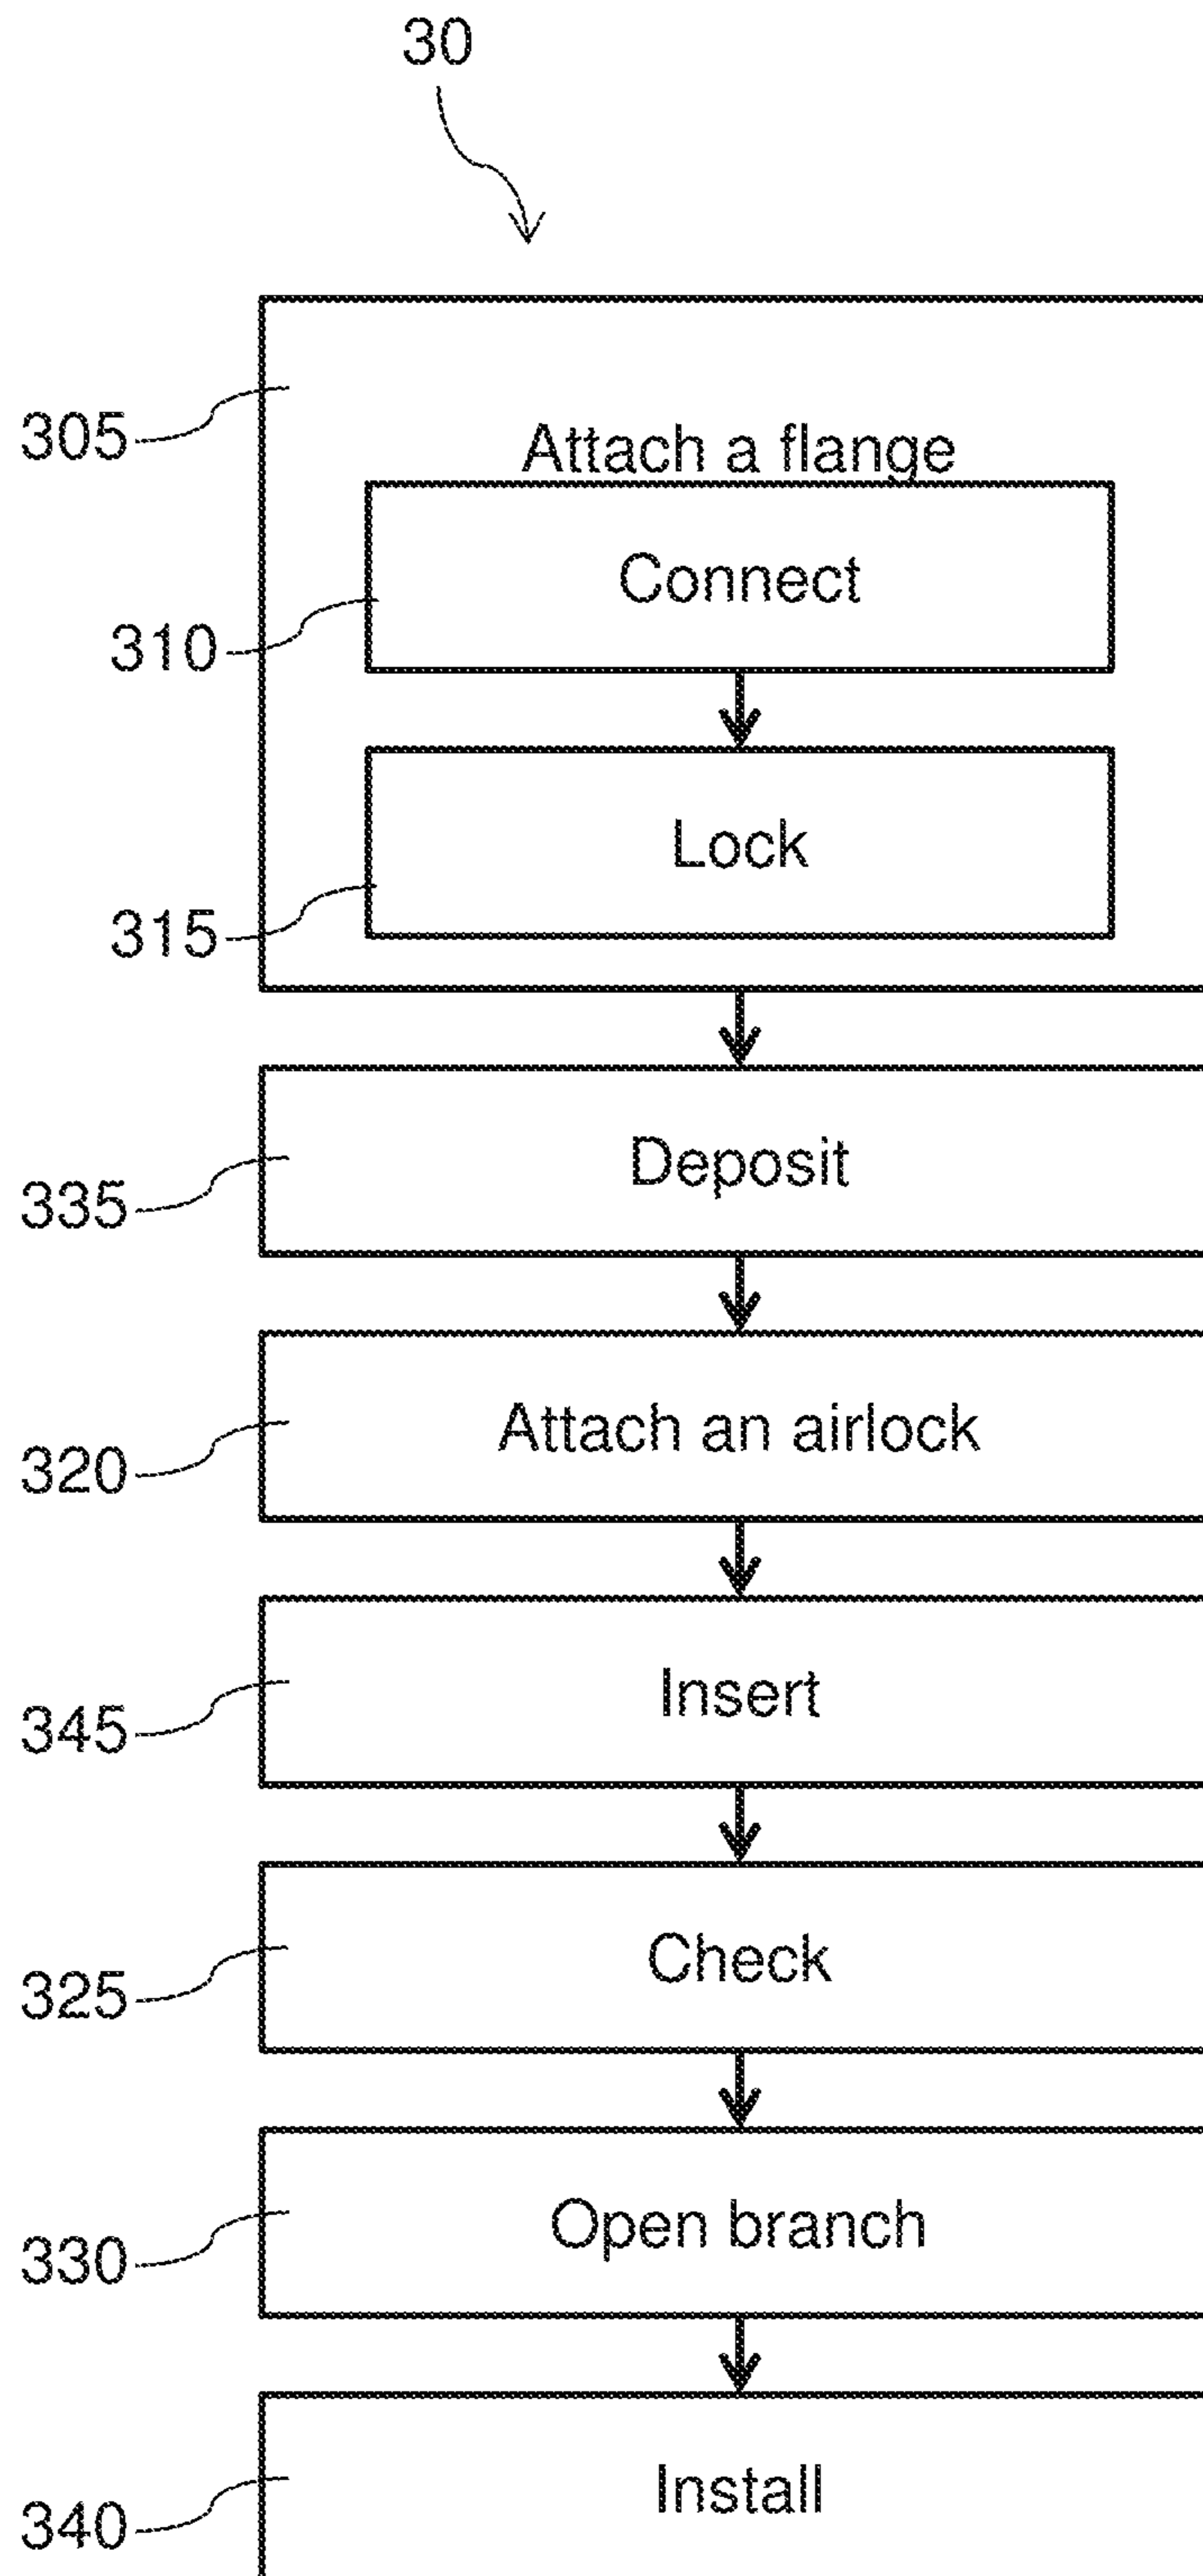 30
305
Attach a flange
Connect
310
Lock
315
Deposit
335
Attach an airlock
320
Insert
345
Check
325
Open branch
330
Install
340